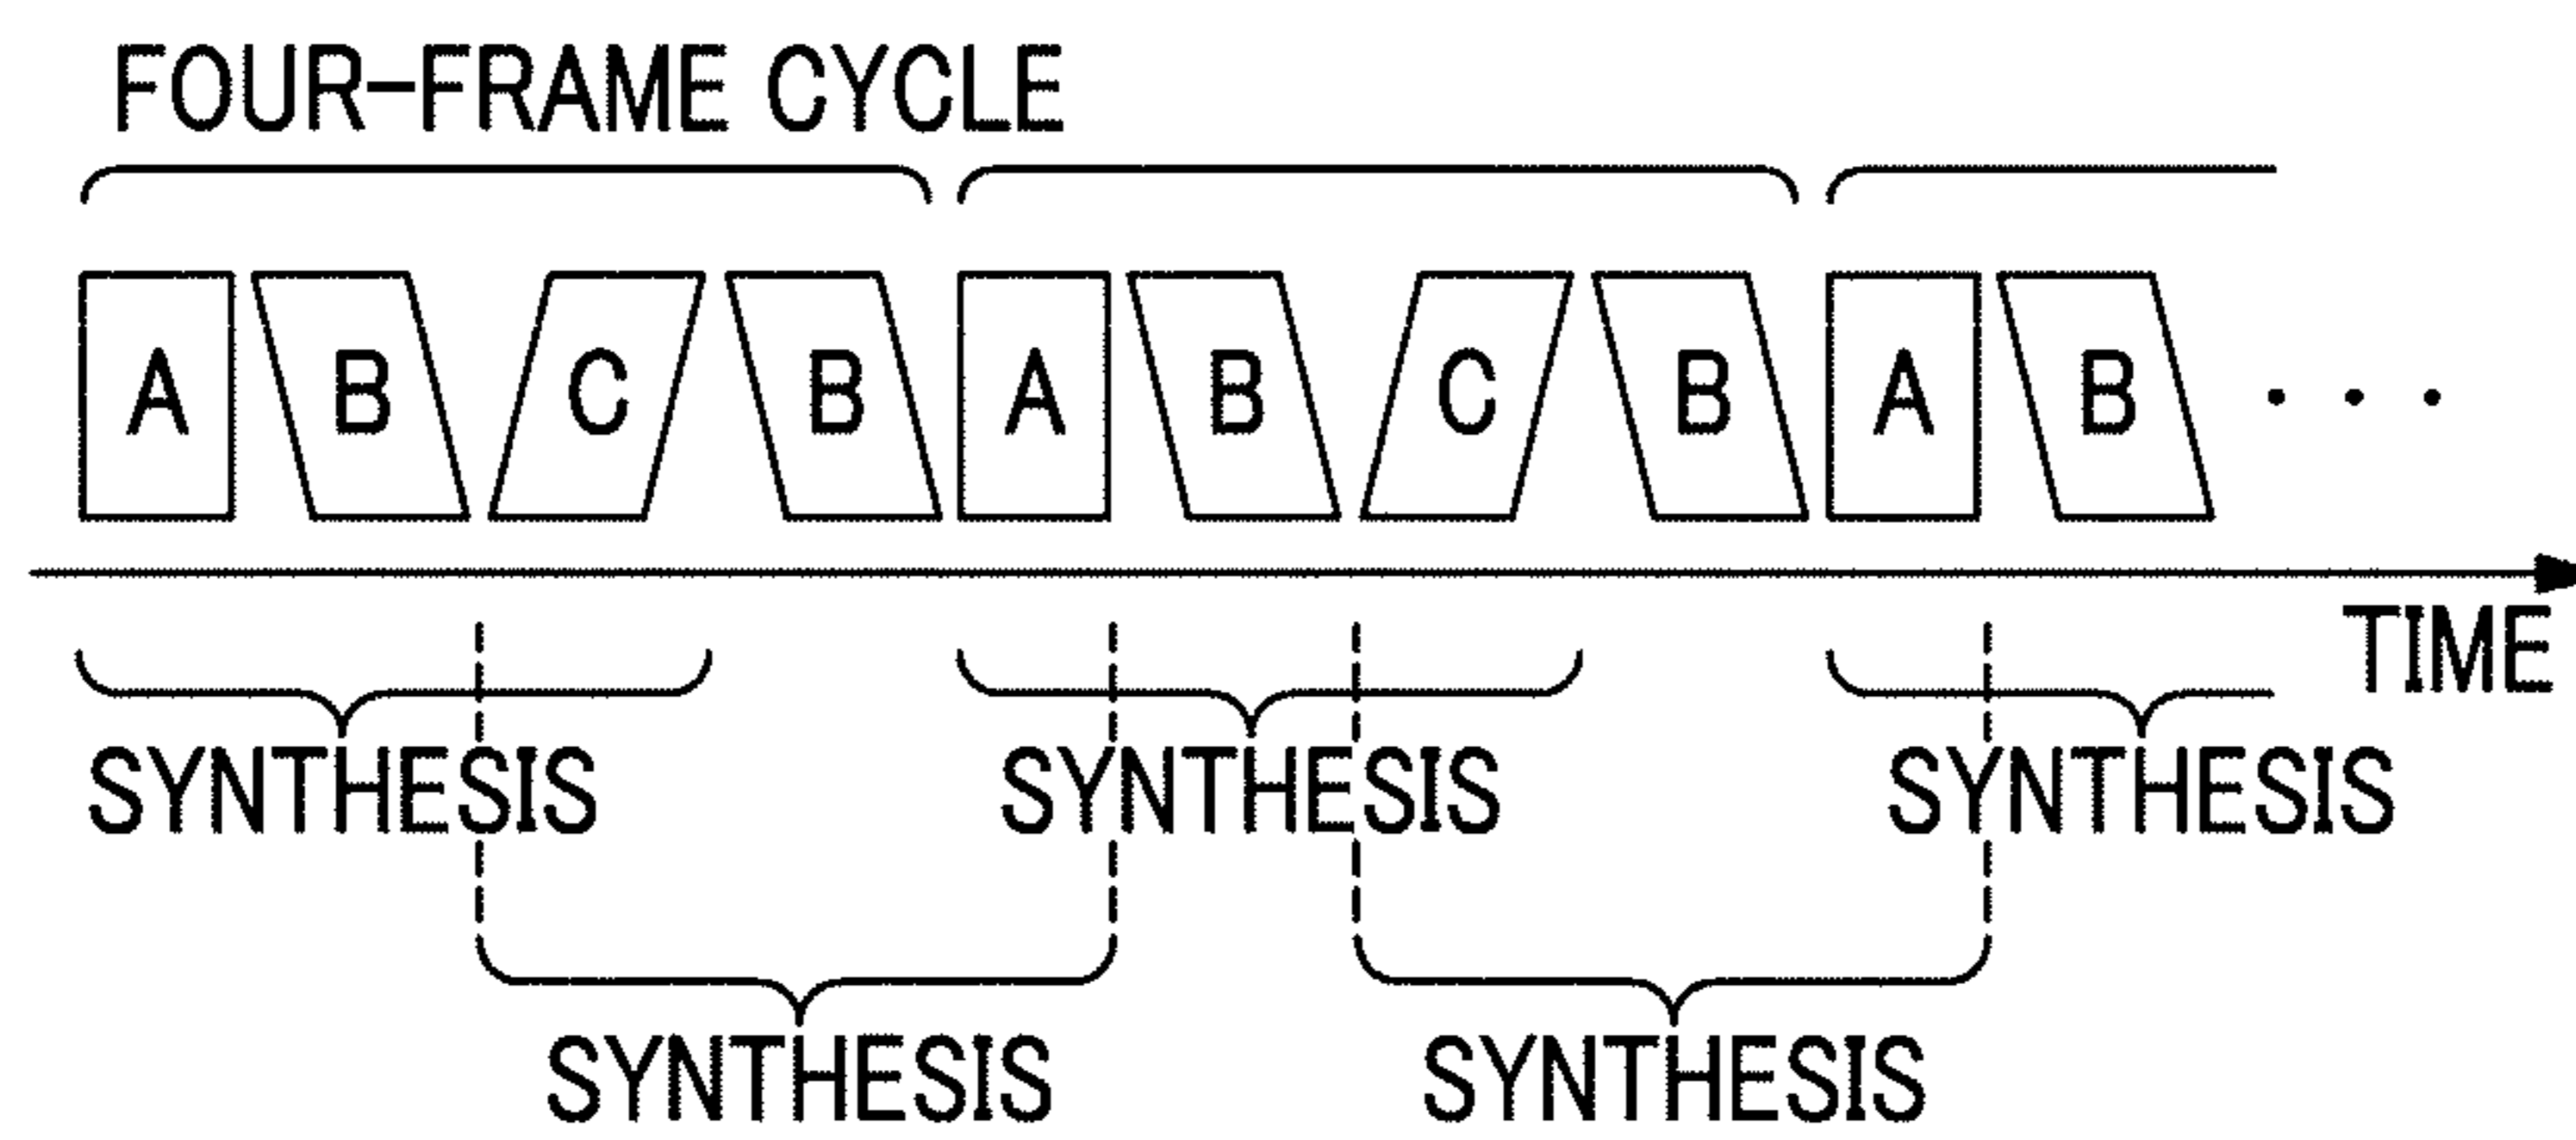 FOUR-FRAME CYCLE
A B C B A B C B A B . . .
TIME
SYNTHESIS SYNTHESIS SYNTHESIS
SYNTHESIS SYNTHESIS